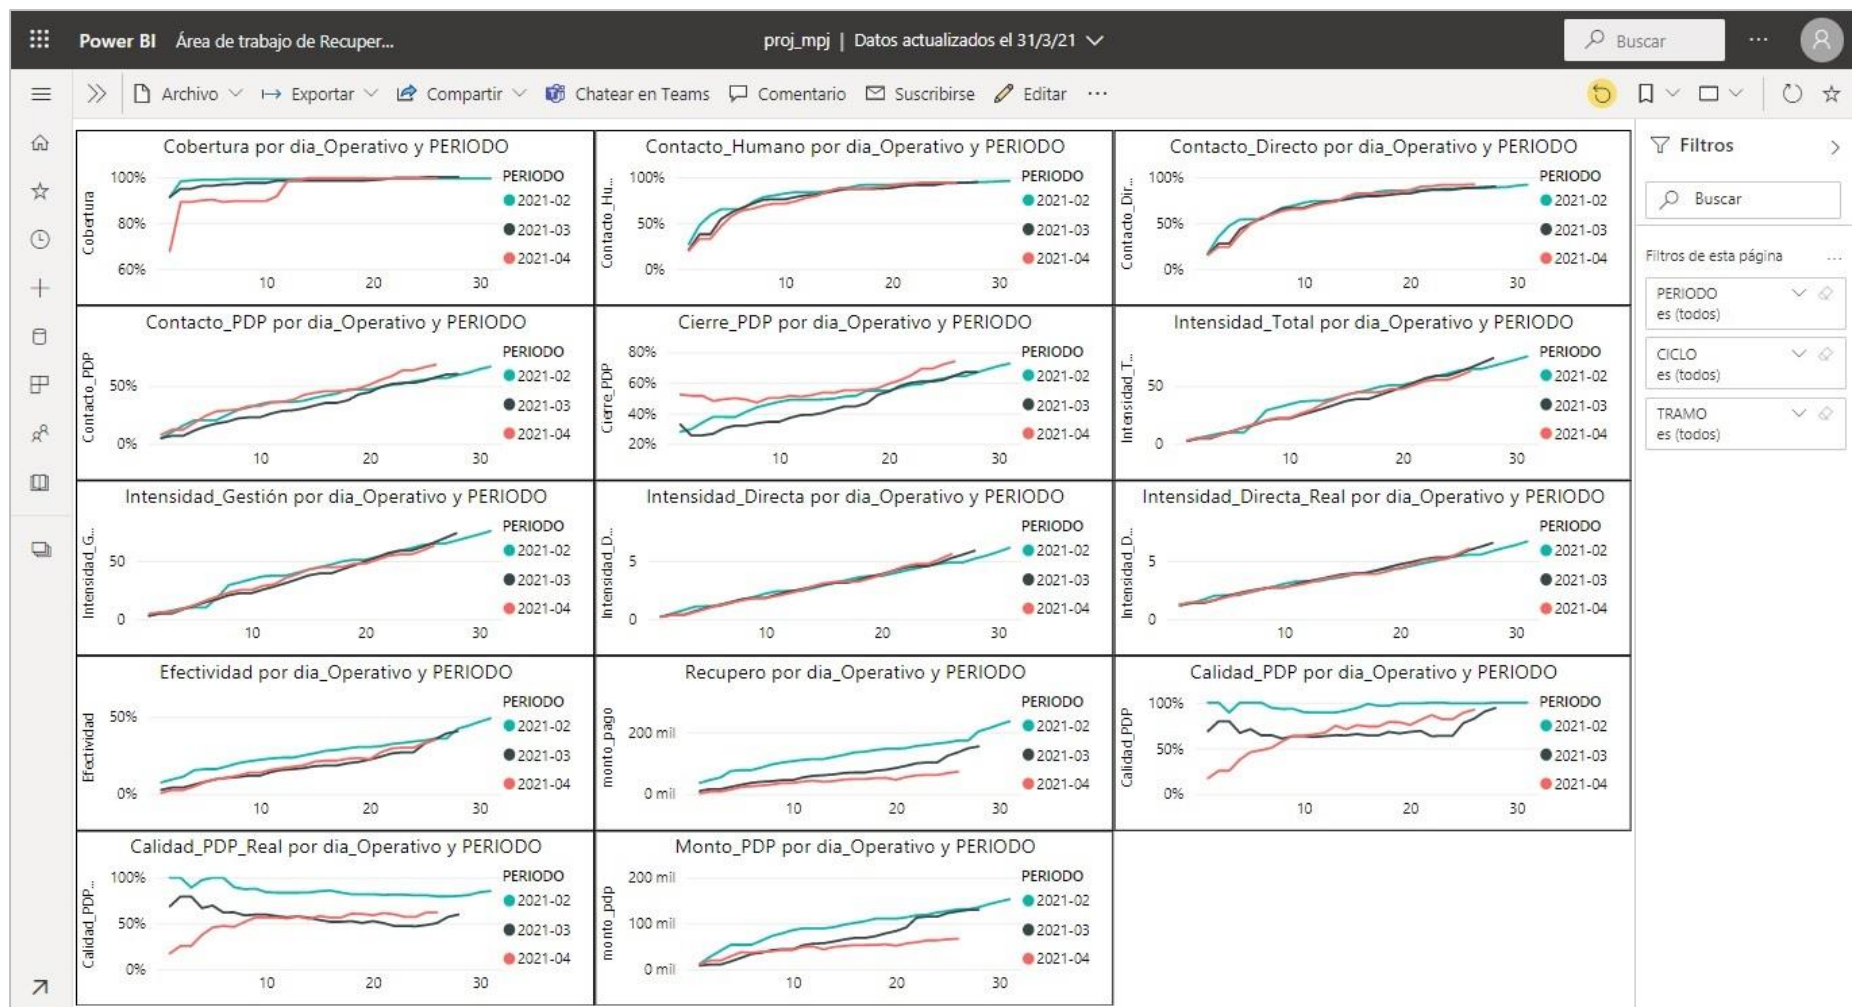 Power BI Área de trabajo de Recuper... proj_mpj | Datos actualizados el 31/3/21 Buscar ...
Archivo Exportar Compartir Chatear en Teams Comentario Suscribirse Editar ...
Cobertura por dia_Operativo y PERIODO
Cobertura
100%
80%
60%
10 20 30
PERIODO
2021-02
2021-03
2021-04
Contacto_Humano por dia_Operativo y PERIODO
Contacto_Hu...
100%
50%
0%
10 20 30
PERIODO
2021-02
2021-03
2021-04
Contacto_Directo por dia_Operativo y PERIODO
Contacto_Dir...
100%
50%
0%
10 20 30
PERIODO
2021-02
2021-03
2021-04
Contacto_PDP por dia_Operativo y PERIODO
Contacto_PDP
50%
0%
10 20 30
PERIODO
2021-02
2021-03
2021-04
Cierre_PDP por dia_Operativo y PERIODO
Cierre_PDP
80%
60%
40%
20%
10 20 30
PERIODO
2021-02
2021-03
2021-04
Intensidad_Total por dia_Operativo y PERIODO
Intensidad_T...
50
0
10 20 30
PERIODO
2021-02
2021-03
2021-04
Intensidad_Gestión por dia_Operativo y PERIODO
Intensidad_G...
50
0
10 20 30
PERIODO
2021-02
2021-03
2021-04
Intensidad_Directa por dia_Operativo y PERIODO
Intensidad_D...
5
0
10 20 30
PERIODO
2021-02
2021-03
2021-04
Intensidad_Directa_Real por dia_Operativo y PERIODO
Intensidad_D...
5
0
10 20 30
PERIODO
2021-02
2021-03
2021-04
Efectividad por dia_Operativo y PERIODO
Efectividad
50%
0%
10 20 30
PERIODO
2021-02
2021-03
2021-04
Recupero por dia_Operativo y PERIODO
monto_pago
200 mil
0 mil
10 20 30
PERIODO
2021-02
2021-03
2021-04
Calidad_PDP por dia_Operativo y PERIODO
Calidad_PDP
100%
50%
0%
10 20 30
PERIODO
2021-02
2021-03
2021-04
Calidad_PDP_Real por dia_Operativo y PERIODO
Calidad_PDP...
100%
50%
0%
10 20 30
PERIODO
2021-02
2021-03
2021-04
Monto_PDP por dia_Operativo y PERIODO
monto_pdp
200 mil
100 mil
0 mil
10 20 30
PERIODO
2021-02
2021-03
2021-04
Filtros
Buscar
Filtros de esta página ...
PERIODO
es (todos)
CICLO
es (todos)
TRAMO
es (todos)